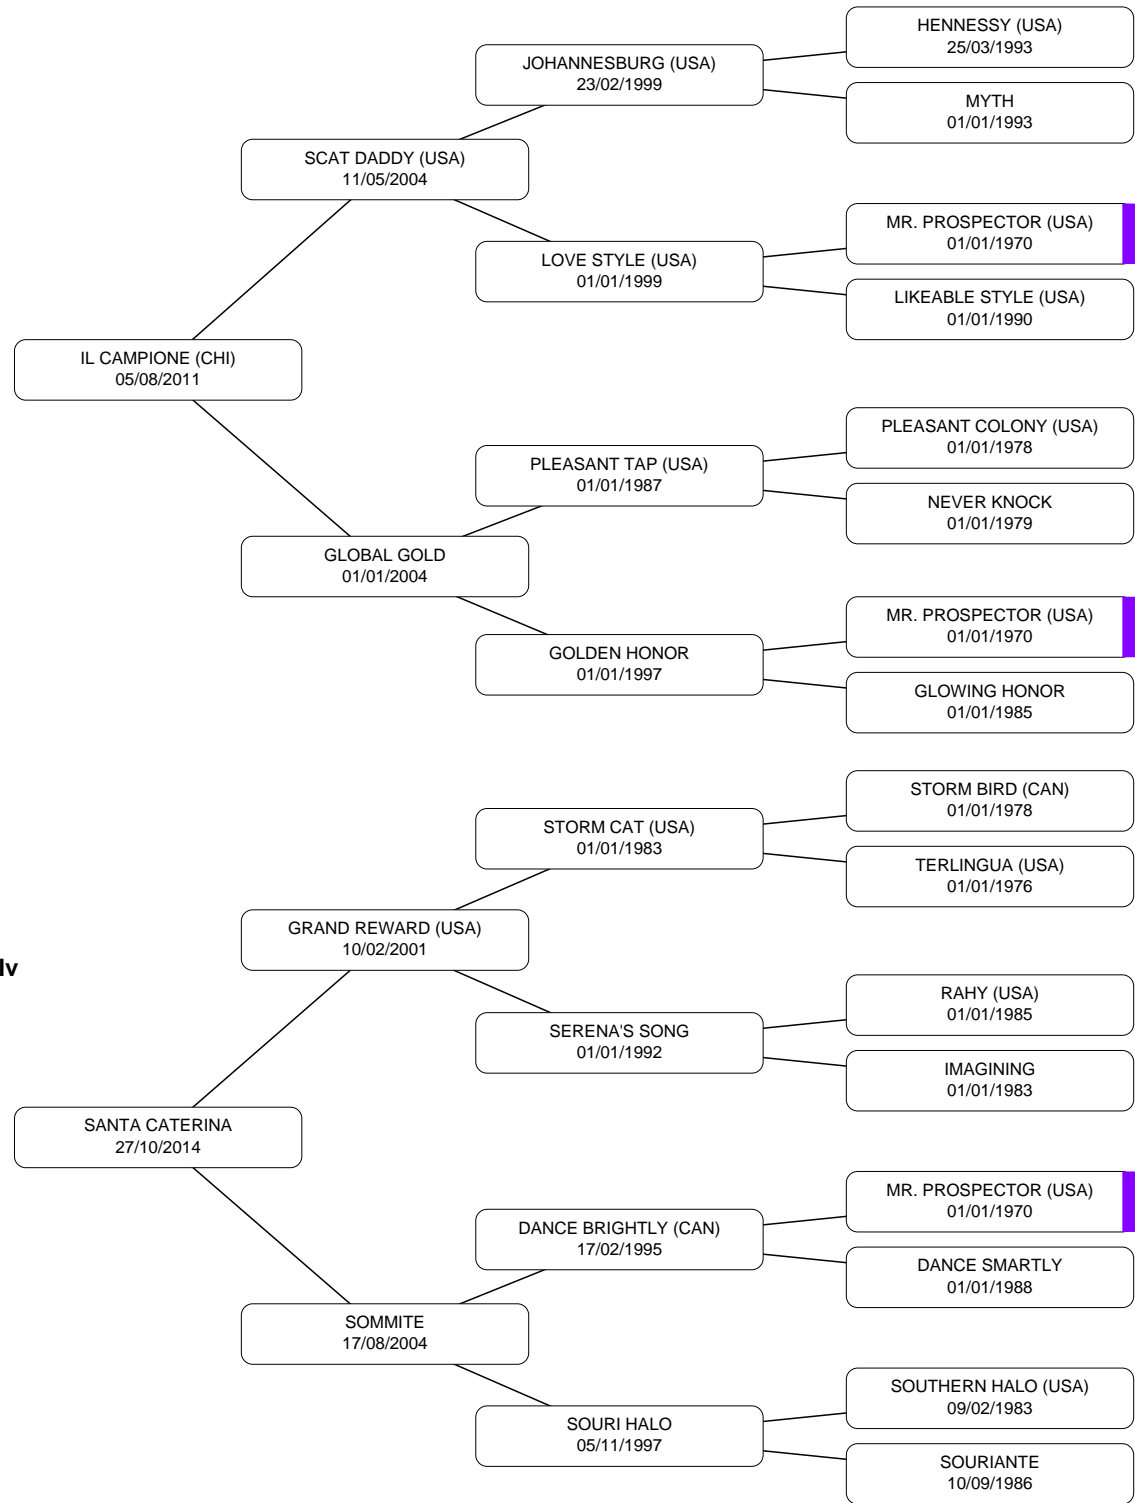 HENNESSY (USA)
25/03/1993
JOHANNESBURG (USA)
23/02/1999
MYTH
01/01/1993
SCAT DADDY (USA)
11/05/2004
MR. PROSPECTOR (USA)
01/01/1970
LOVE STYLE (USA)
01/01/1999
LIKEABLE STYLE (USA)
01/01/1990
IL CAMPIONE (CHI)
05/08/2011
PLEASANT COLONY (USA)
01/01/1978
PLEASANT TAP (USA)
01/01/1987
NEVER KNOCK
01/01/1979
GLOBAL GOLD
01/01/2004
MR. PROSPECTOR (USA)
01/01/1970
GOLDEN HONOR
01/01/1997
GLOWING HONOR
01/01/1985
STORM BIRD (CAN)
01/01/1978
STORM CAT (USA)
01/01/1983
TERLINGUA (USA)
01/01/1976
GRAND REWARD (USA)
10/02/2001
RAHY (USA)
01/01/1985
SERENA'S SONG
01/01/1992
IMAGINING
01/01/1983
SANTA CATERINA
27/10/2014
MR. PROSPECTOR (USA)
01/01/1970
DANCE BRIGHTLY (CAN)
17/02/1995
DANCE SMARTLY
01/01/1988
SOMMITE
17/08/2004
SOUTHERN HALO (USA)
09/02/1983
SOURI HALO
05/11/1997
SOURIANTE
10/09/1986